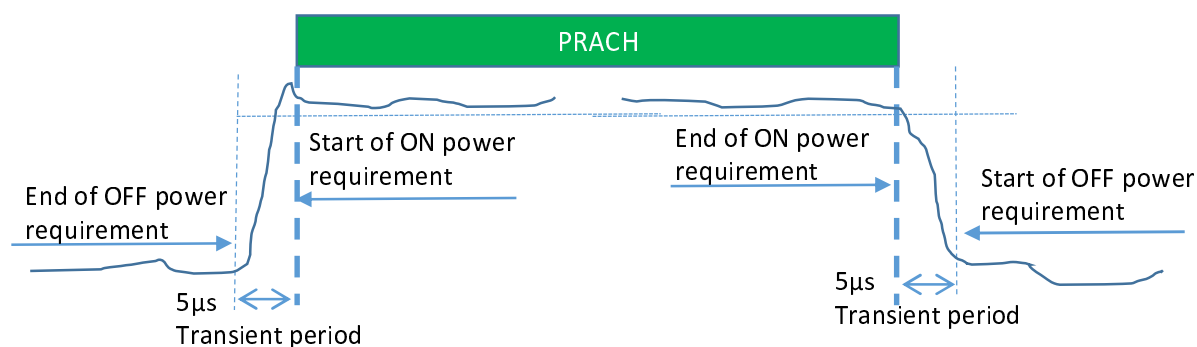 PRACH
Start of ON power
requirement
End of ON power
requirement
End of OFF power
requirement
Start of OFF power
requirement
5µs
Transient period
5µs
Transient period